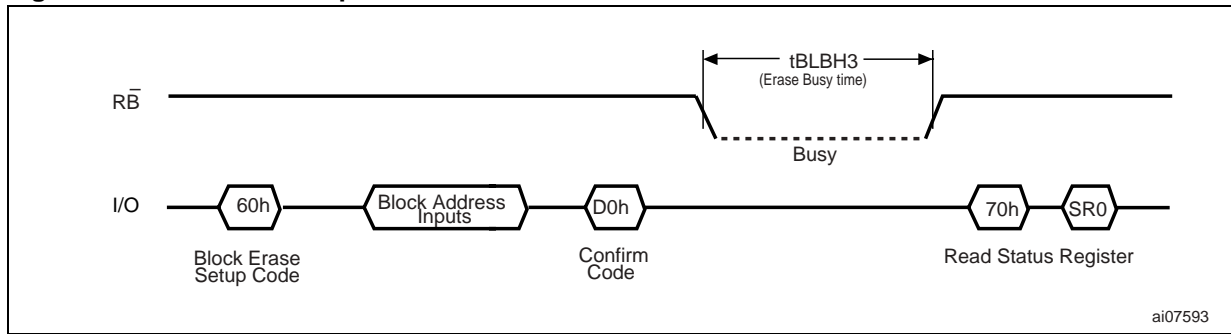 tBLBH3
(Erase Busy time)
RB̅
Busy
I/O
60h
Block Address
Inputs
D0h
70h
SR0
Block Erase
Setup Code
Confirm
Code
Read Status Register
ai07593